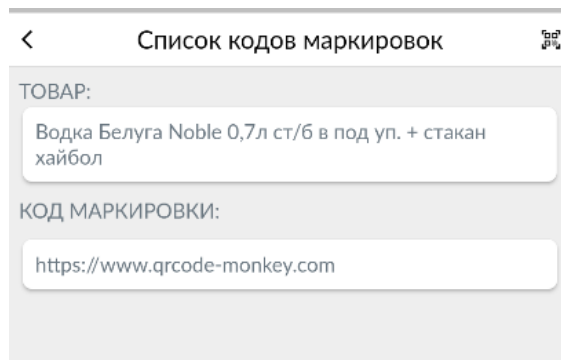 Список кодов маркировок
ТОВАР:
Водка Белуга Noble 0,7л ст/б в под уп. + стакан
хайбол
КОД МАРКИРОВКИ:
https://www.qrcode-monkey.com